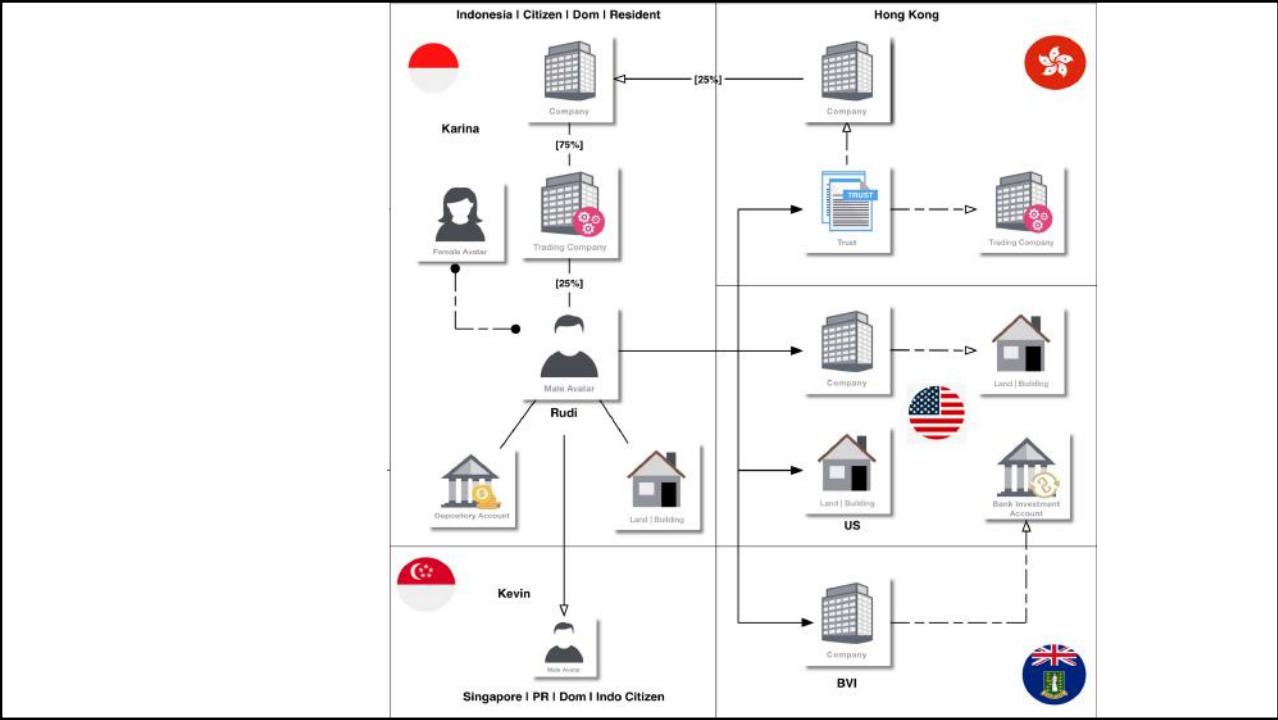 Indonesia | Citizen | Dom | Resident
Hong Kong
Company
[25%]
Company
Karina
[75%]
TRUST
Female Avatar
Trading Company
Trust
Trading Company
[25%]
Male Avatar
Rudi
Company
Land | Building
Depository Account
Land | Building
Land | Building
US
Bank Investment
Account
Kevin
Male Avatar
Singapore | PR | Dom | Indo Citizen
Company
BVI